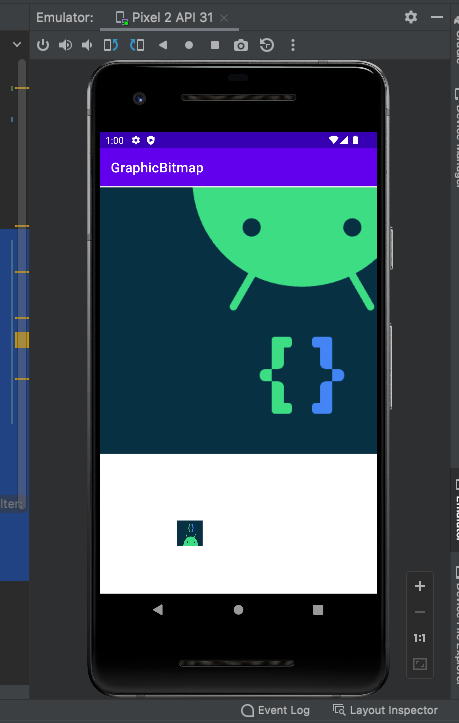 Emulator: Pixel 2 API 31
1:00
GraphicBitmap
{ }
lter:
Device Manager
Emulator
Device File Explorer
1:1
Event Log
Layout Inspector